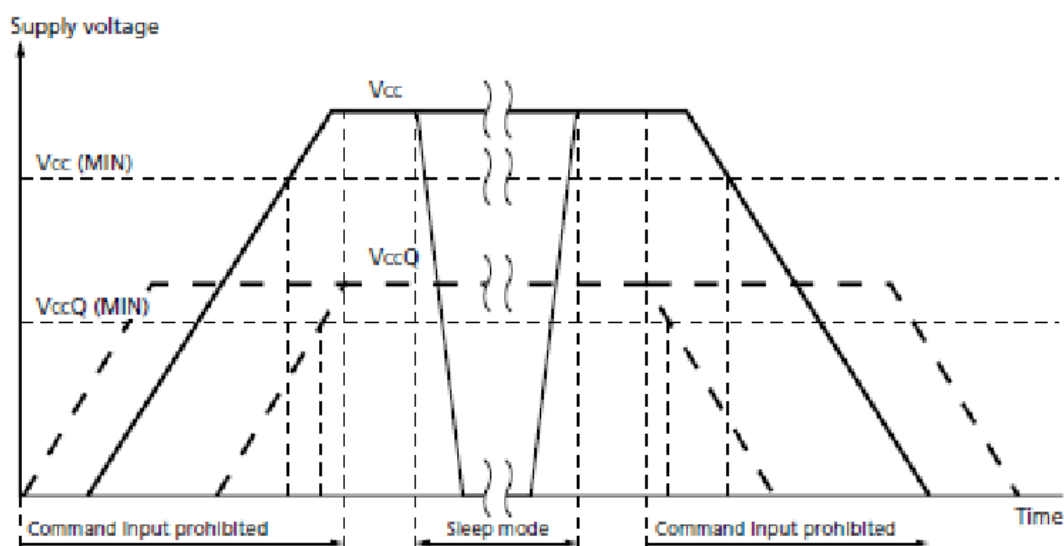 Supply voltage
Vcc
Vcc (MIN)
VccQ
VccQ (MIN)
Time
Command input prohibited
Sleep mode
Command input prohibited